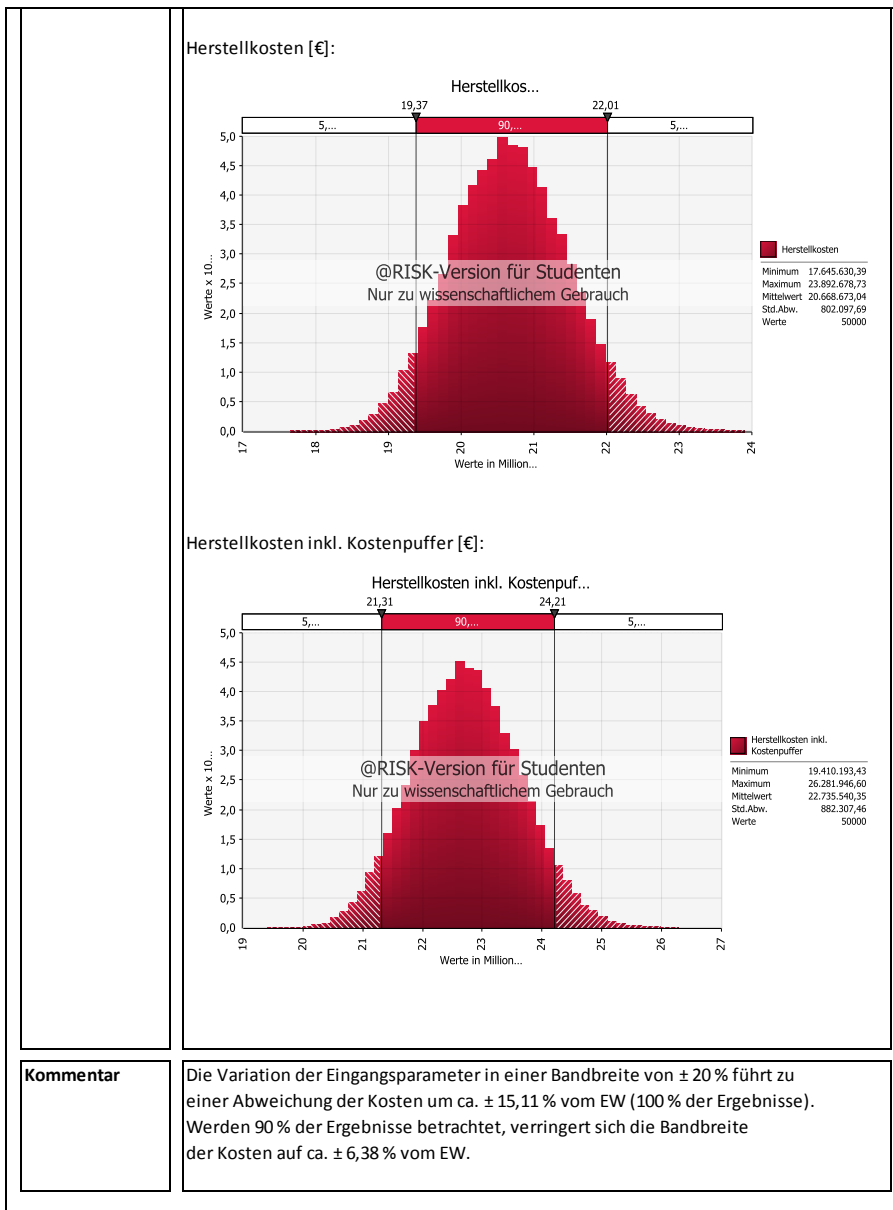 Herstellkosten [€]:
Herstellkos...
19,37 22,01
5,... 90,... 5,...
5,0
4,5
4,0
3,5
3,0
2,5
2,0
1,5
1,0
0,5
0,0
Werte x 10...
@RISK-Version für Studenten
Nur zu wissenschaftlichem Gebrauch
17 18 19 20 21 22 23 24
Werte in Million...
Herstellkosten
Minimum 17.645.630,39
Maximum 23.892.678,73
Mittelwert 20.668.673,04
Std.Abw. 802.097,69
Werte 50000
Herstellkosten inkl. Kostenpuffer [€]:
Herstellkosten inkl. Kostenpuf...
21,31 24,21
5,... 90,... 5,...
5,0
4,5
4,0
3,5
3,0
2,5
2,0
1,5
1,0
0,5
0,0
Werte x 10...
@RISK-Version für Studenten
Nur zu wissenschaftlichem Gebrauch
19 20 21 22 23 24 25 26 27
Werte in Million...
Herstellkosten inkl.
Kostenpuffer
Minimum 19.410.193,43
Maximum 26.281.946,60
Mittelwert 22.735.540,35
Std.Abw. 882.307,46
Werte 50000
Kommentar
Die Variation der Eingangsparameter in einer Bandbreite von ± 20 % führt zu
einer Abweichung der Kosten um ca. ± 15,11 % vom EW (100 % der Ergebnisse).
Werden 90 % der Ergebnisse betrachtet, verringert sich die Bandbreite
der Kosten auf ca. ± 6,38 % vom EW.